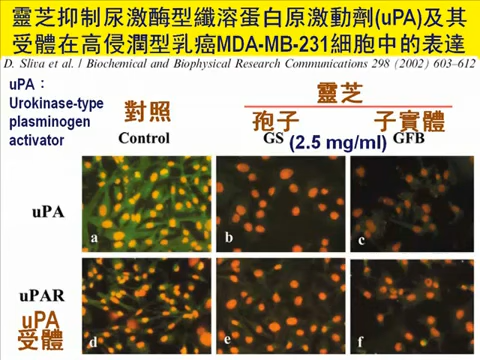 靈芝抑制尿激酶型纖溶蛋白原激動劑(uPA)及其
受體在高侵潤型乳癌MDA-MB-231細胞中的表達
D. Sliva et al. / Biochemical and Biophysical Research Communications 298 (2002) 603–612
uPA：
Urokinase-type
plasminogen
activator
對照
Control
靈芝
孢子 子實體
GS (2.5 mg/ml) GFB
uPA
a b c
uPAR
uPA
受體
d e f